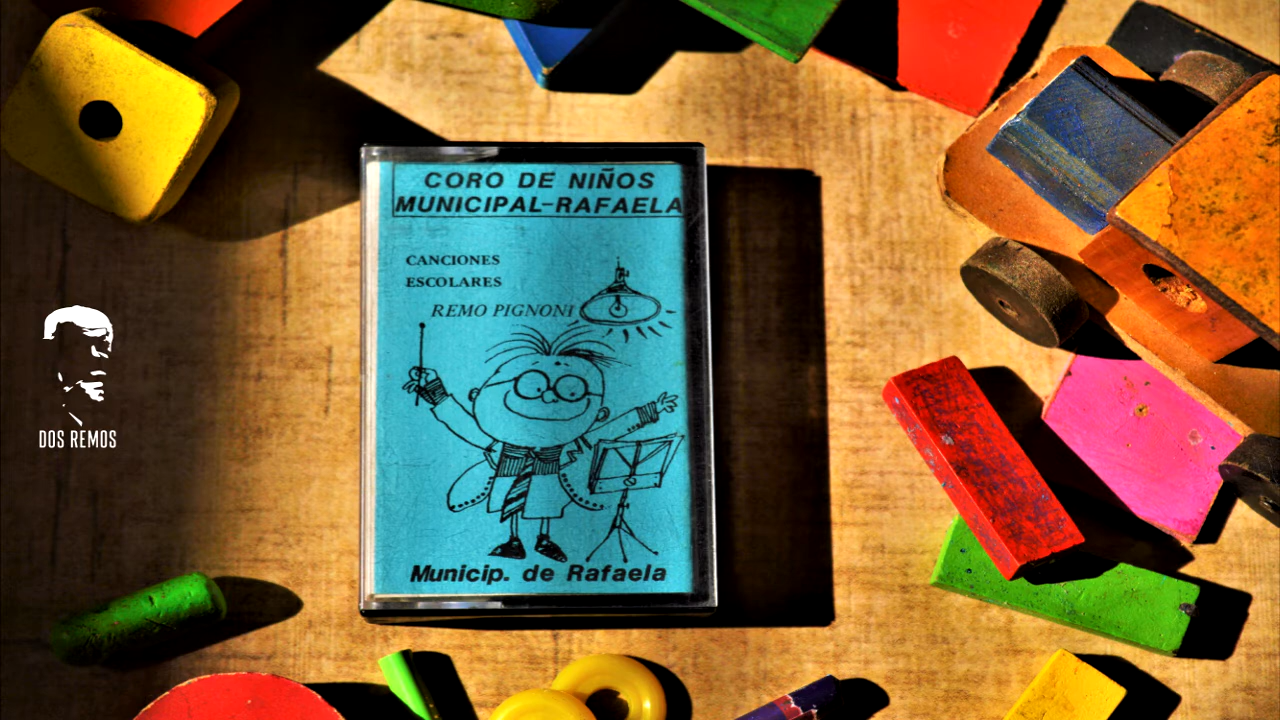 CORO DE NIÑOS
MUNICIPAL-RAFAELA
CANCIONES
ESCOLARES
REMO PIGNONI
Municip. de Rafaela
DOS REMOS